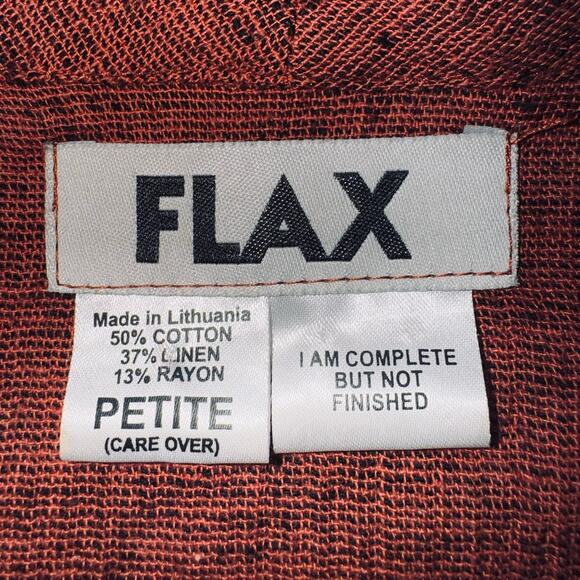 FLAX
Made in Lithuania
50% COTTON
37% LINEN
13% RAYON
PETITE
(CARE OVER)
I AM COMPLETE
BUT NOT
FINISHED